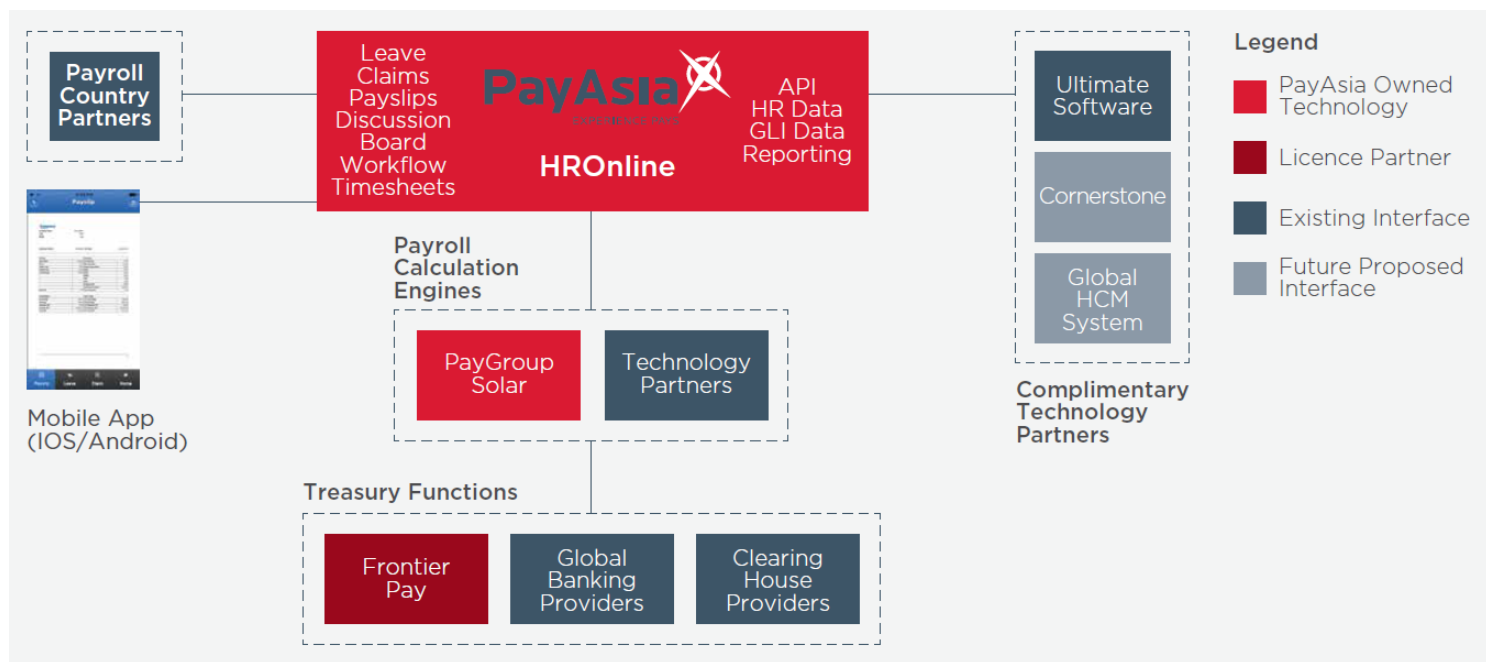 Payroll
Country
Partners
Leave
Claims
Payslips
Discussion
Board
Workflow
Timesheets
PayAsia
HROnline
API
HR Data
GLI Data
Reporting
Ultimate
Software
Cornerstone
Global
HCM
System
Complimentary
Technology
Partners
Legend
PayAsia Owned
Technology
Licence Partner
Existing Interface
Future Proposed
Interface
Payslip
Mobile App
(IOS/Android)
Payroll
Calculation
Engines
PayGroup
Solar
Technology
Partners
Treasury Functions
Frontier
Pay
Global
Banking
Providers
Clearing
House
Providers